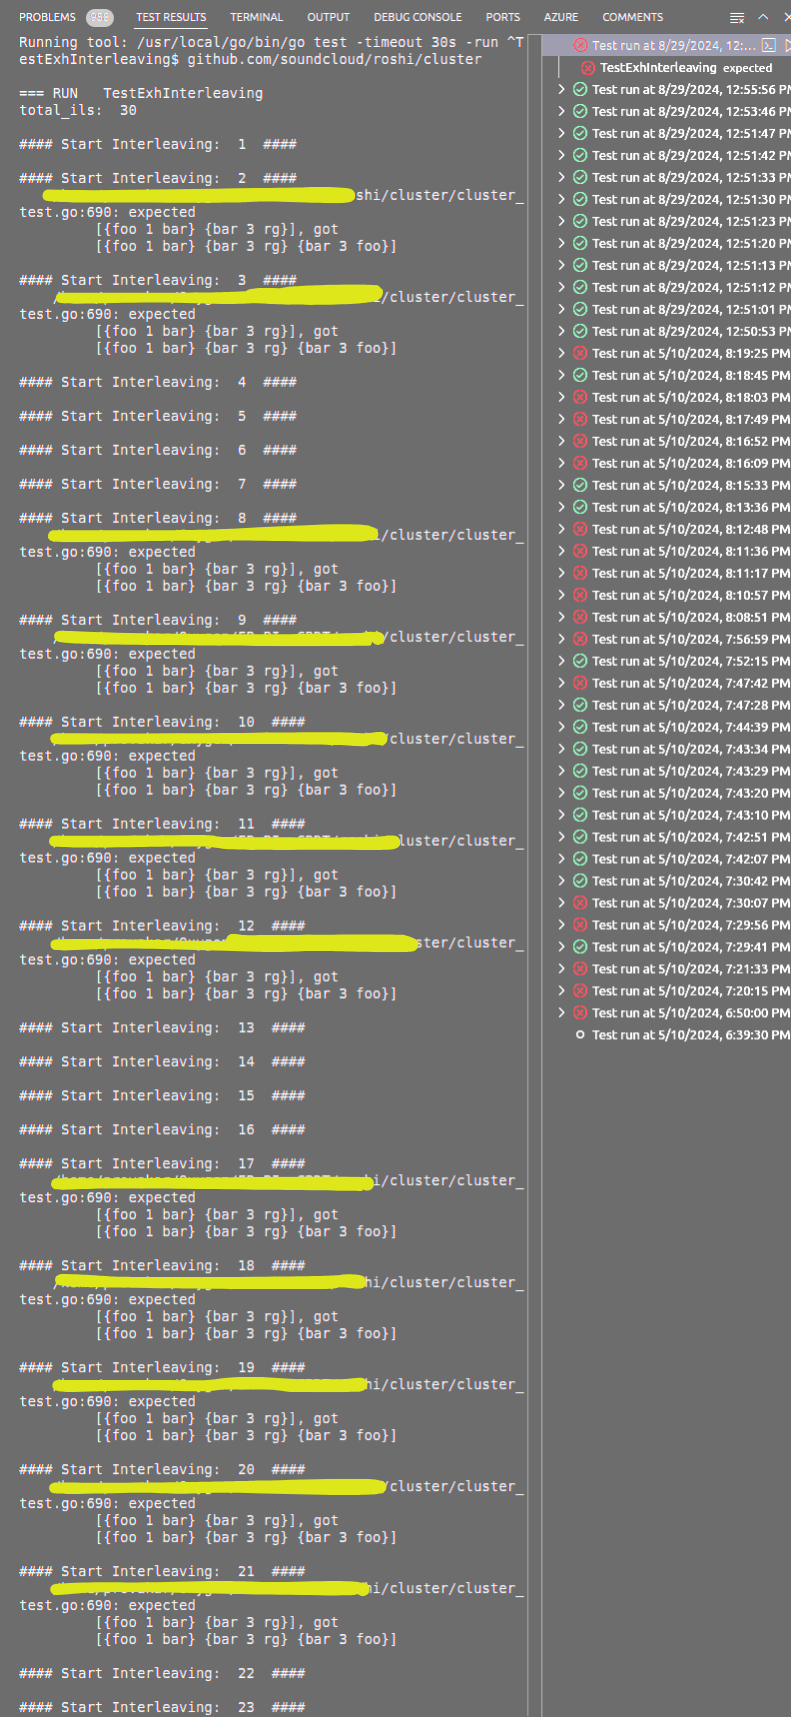 PROBLEMS TEST RESULTS TERMINAL OUTPUT DEBUG CONSOLE PORTS AZURE COMMENTS
Running tool: /usr/local/go/bin/go test -timeout 30s -run ^T
estExhInterleaving$ github.com/soundcloud/roshi/cluster
=== RUN   TestExhInterleaving
total_ils:  30
#### Start Interleaving:  1  ####
#### Start Interleaving:  2  ####
shi/cluster/cluster_
test.go:690: expected
[{foo 1 bar} {bar 3 rg}], got
[{foo 1 bar} {bar 3 rg} {bar 3 foo}]
#### Start Interleaving:  3  ####
/cluster/cluster_
test.go:690: expected
[{foo 1 bar} {bar 3 rg}], got
[{foo 1 bar} {bar 3 rg} {bar 3 foo}]
#### Start Interleaving:  4  ####
#### Start Interleaving:  5  ####
#### Start Interleaving:  6  ####
#### Start Interleaving:  7  ####
#### Start Interleaving:  8  ####
i/cluster/cluster_
test.go:690: expected
[{foo 1 bar} {bar 3 rg}], got
[{foo 1 bar} {bar 3 rg} {bar 3 foo}]
#### Start Interleaving:  9  ####
/cluster/cluster_
test.go:690: expected
[{foo 1 bar} {bar 3 rg}], got
[{foo 1 bar} {bar 3 rg} {bar 3 foo}]
#### Start Interleaving:  10  ####
cluster/cluster_
test.go:690: expected
[{foo 1 bar} {bar 3 rg}], got
[{foo 1 bar} {bar 3 rg} {bar 3 foo}]
#### Start Interleaving:  11  ####
luster/cluster_
test.go:690: expected
[{foo 1 bar} {bar 3 rg}], got
[{foo 1 bar} {bar 3 rg} {bar 3 foo}]
#### Start Interleaving:  12  ####
ster/cluster_
test.go:690: expected
[{foo 1 bar} {bar 3 rg}], got
[{foo 1 bar} {bar 3 rg} {bar 3 foo}]
#### Start Interleaving:  13  ####
#### Start Interleaving:  14  ####
#### Start Interleaving:  15  ####
#### Start Interleaving:  16  ####
#### Start Interleaving:  17  ####
i/cluster/cluster_
test.go:690: expected
[{foo 1 bar} {bar 3 rg}], got
[{foo 1 bar} {bar 3 rg} {bar 3 foo}]
#### Start Interleaving:  18  ####
hi/cluster/cluster_
test.go:690: expected
[{foo 1 bar} {bar 3 rg}], got
[{foo 1 bar} {bar 3 rg} {bar 3 foo}]
#### Start Interleaving:  19  ####
hi/cluster/cluster_
test.go:690: expected
[{foo 1 bar} {bar 3 rg}], got
[{foo 1 bar} {bar 3 rg} {bar 3 foo}]
#### Start Interleaving:  20  ####
/cluster/cluster_
test.go:690: expected
[{foo 1 bar} {bar 3 rg}], got
[{foo 1 bar} {bar 3 rg} {bar 3 foo}]
#### Start Interleaving:  21  ####
hi/cluster/cluster_
test.go:690: expected
[{foo 1 bar} {bar 3 rg}], got
[{foo 1 bar} {bar 3 rg} {bar 3 foo}]
#### Start Interleaving:  22  ####
#### Start Interleaving:  23  ####
Test run at 8/29/2024, 12:...
TestExhInterleaving expected
Test run at 8/29/2024, 12:55:56 PM
Test run at 8/29/2024, 12:53:46 PM
Test run at 8/29/2024, 12:51:47 PM
Test run at 8/29/2024, 12:51:42 PM
Test run at 8/29/2024, 12:51:33 PM
Test run at 8/29/2024, 12:51:30 PM
Test run at 8/29/2024, 12:51:23 PM
Test run at 8/29/2024, 12:51:20 PM
Test run at 8/29/2024, 12:51:13 PM
Test run at 8/29/2024, 12:51:12 PM
Test run at 8/29/2024, 12:51:01 PM
Test run at 8/29/2024, 12:50:53 PM
Test run at 5/10/2024, 8:19:25 PM
Test run at 5/10/2024, 8:18:45 PM
Test run at 5/10/2024, 8:18:03 PM
Test run at 5/10/2024, 8:17:49 PM
Test run at 5/10/2024, 8:16:52 PM
Test run at 5/10/2024, 8:16:09 PM
Test run at 5/10/2024, 8:15:33 PM
Test run at 5/10/2024, 8:13:36 PM
Test run at 5/10/2024, 8:12:48 PM
Test run at 5/10/2024, 8:11:36 PM
Test run at 5/10/2024, 8:11:17 PM
Test run at 5/10/2024, 8:10:57 PM
Test run at 5/10/2024, 8:08:51 PM
Test run at 5/10/2024, 7:56:59 PM
Test run at 5/10/2024, 7:52:15 PM
Test run at 5/10/2024, 7:47:42 PM
Test run at 5/10/2024, 7:47:28 PM
Test run at 5/10/2024, 7:44:39 PM
Test run at 5/10/2024, 7:43:34 PM
Test run at 5/10/2024, 7:43:29 PM
Test run at 5/10/2024, 7:43:20 PM
Test run at 5/10/2024, 7:43:10 PM
Test run at 5/10/2024, 7:42:51 PM
Test run at 5/10/2024, 7:42:07 PM
Test run at 5/10/2024, 7:30:42 PM
Test run at 5/10/2024, 7:30:07 PM
Test run at 5/10/2024, 7:29:56 PM
Test run at 5/10/2024, 7:29:41 PM
Test run at 5/10/2024, 7:21:33 PM
Test run at 5/10/2024, 7:20:15 PM
Test run at 5/10/2024, 6:50:00 PM
Test run at 5/10/2024, 6:39:30 PM